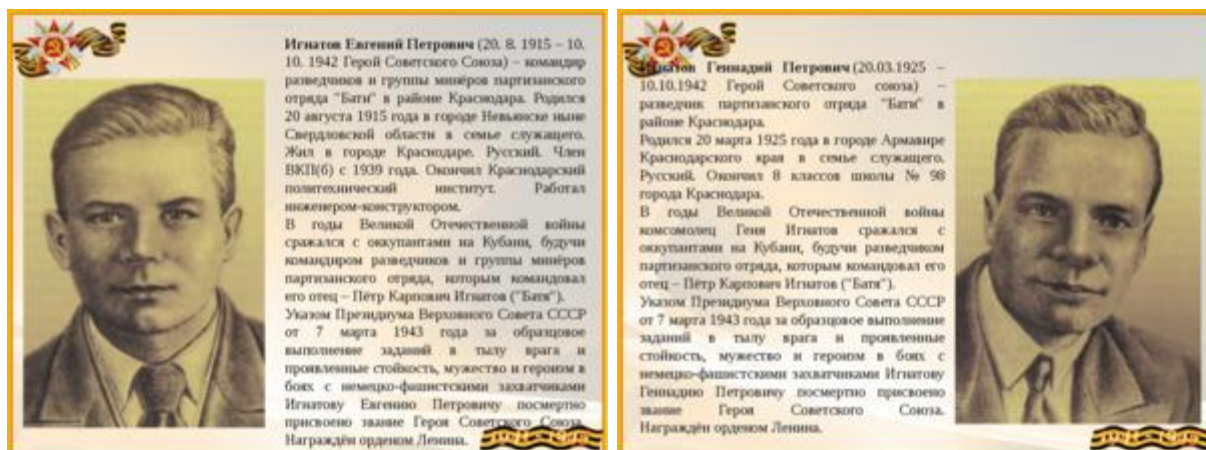 Игнатов Евгений Петрович (20. 8. 1915 – 10.
10. 1942 Герой Советского Союза) – командир
разведчиков и группы минёров партизанского
отряда "Бати" в районе Краснодара. Родился
20 августа 1915 года в городе Невьянске ныне
Свердловской области в семье служащего.
Жил в городе Краснодаре. Русский. Член
ВКП(б) с 1939 года. Окончил Краснодарский
политехнический институт. Работал
инженером-конструктором.
В годы Великой Отечественной войны
сражался с оккупантами на Кубани, будучи
командиром разведчиков и группы минёров
партизанского отряда, которым командовал
его отец – Пётр Карпович Игнатов ("Батя").
Указом Президиума Верховного Совета СССР
от 7 марта 1943 года за образцовое
выполнение заданий в тылу врага и
проявленные стойкость, мужество и героизм в
боях с немецко-фашистскими захватчиками
Игнатову Евгению Петровичу посмертно
присвоено звание Героя Советского Союза.
Награждён орденом Ленина.
Игнатов Геннадий Петрович (20.03.1925 –
10.10.1942 Герой Советского союза) –
разведчик партизанского отряда "Бати" в
районе Краснодара.
Родился 20 марта 1925 года в городе Армавире
Краснодарского края в семье служащего.
Русский. Окончил 8 классов школы № 98
города Краснодара.
В годы Великой Отечественной войны
комсомолец Геня Игнатов сражался с
оккупантами на Кубани, будучи разведчиком
партизанского отряда, которым командовал его
отец – Пётр Карпович Игнатов ("Батя").
Указом Президиума Верховного Совета СССР
от 7 марта 1943 года за образцовое выполнение
заданий в тылу врага и проявленные
стойкость, мужество и героизм в боях с
немецко-фашистскими захватчиками Игнатову
Геннадию Петровичу посмертно присвоено
звание Героя Советского Союза.
Награждён орденом Ленина.